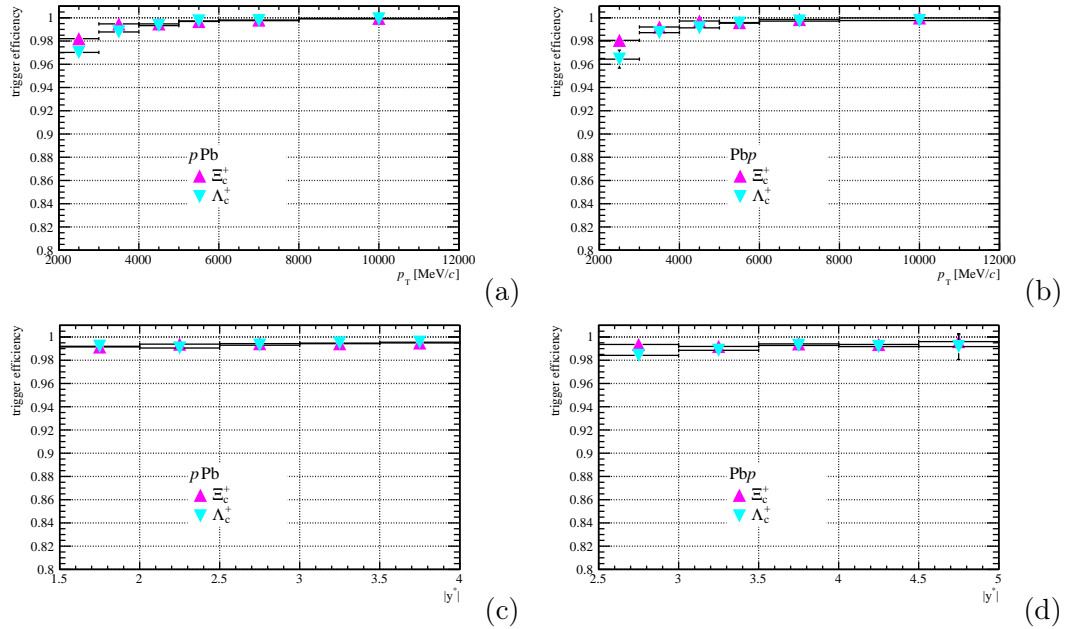 trigger efficiency
1
0.98
0.96
0.94
0.92
0.9
0.88
0.86
0.84
0.82
0.8
pPb
Ξc+
Λc+
2000 4000 6000 8000 10000 12000
pT [MeV/c]
(a)
trigger efficiency
1
0.98
0.96
0.94
0.92
0.9
0.88
0.86
0.84
0.82
0.8
Pbp
Ξc+
Λc+
2000 4000 6000 8000 10000 12000
pT [MeV/c]
(b)
trigger efficiency
1
0.98
0.96
0.94
0.92
0.9
0.88
0.86
0.84
0.82
0.8
pPb
Ξc+
Λc+
1.5 2 2.5 3 3.5 4
|y*|
(c)
trigger efficiency
1
0.98
0.96
0.94
0.92
0.9
0.88
0.86
0.84
0.82
0.8
Pbp
Ξc+
Λc+
2.5 3 3.5 4 4.5 5
|y*|
(d)